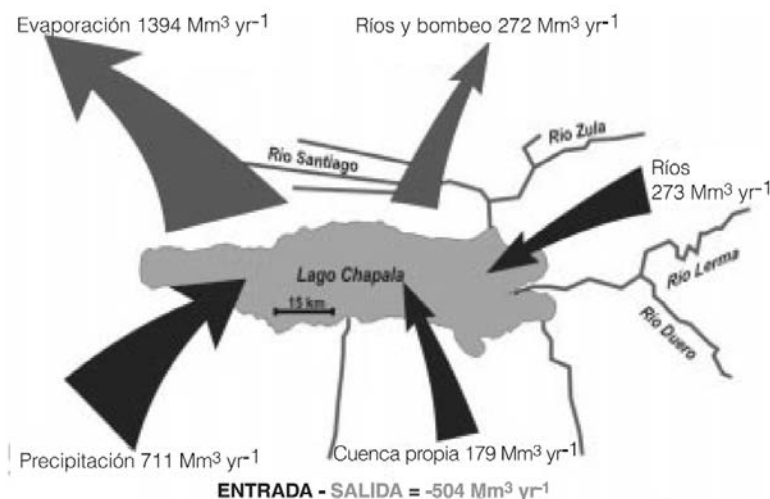 Evaporación 1394 Mm³ yr⁻¹
Ríos y bombeo 272 Mm³ yr⁻¹
Río Zula
Río Santiago
Ríos
273 Mm³ yr⁻¹
Lago Chapala
15 km
Río Lerma
Río Duero
Precipitación 711 Mm³ yr⁻¹
Cuenca propia 179 Mm³ yr⁻¹
ENTRADA - SALIDA = -504 Mm³ yr⁻¹